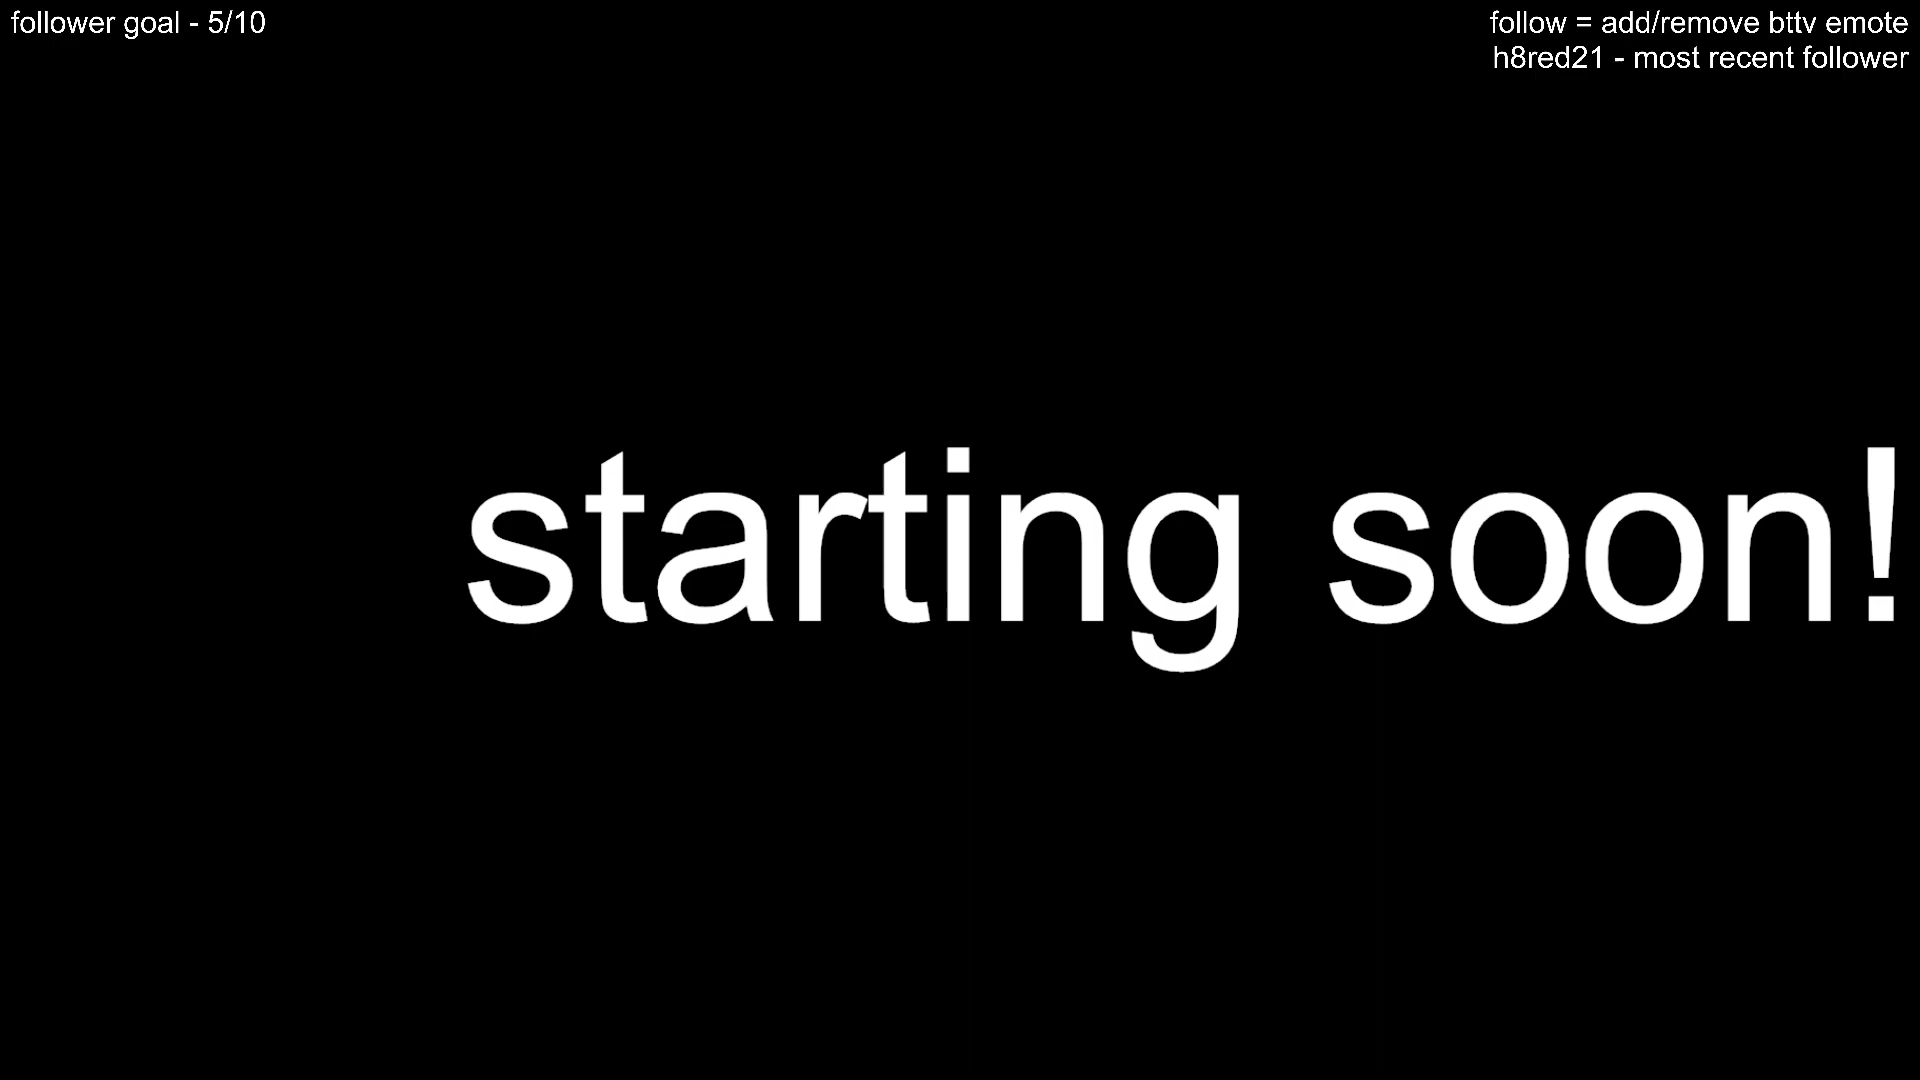 follower goal - 5/10
follow = add/remove bttv emote
h8red21 - most recent follower
starting soon!